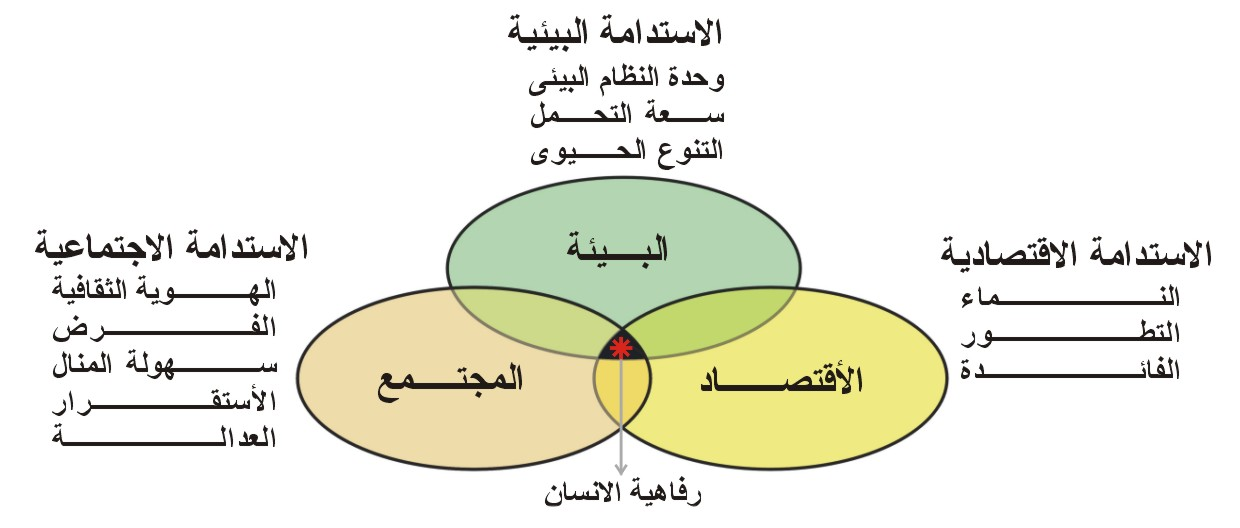 الاستدامة البيئية
وحدة النظام البيئى
سعة التحمل
التنوع الحيوى
البيئة
الاستدامة الاقتصادية
النماء
التطور
الفائدة
الاستدامة الاجتماعية
الهوية الثقافية
الفرض
سهولة المنال
الأستقرار
العدالة
الأقتصاد
المجتمع
رفاهية الانسان